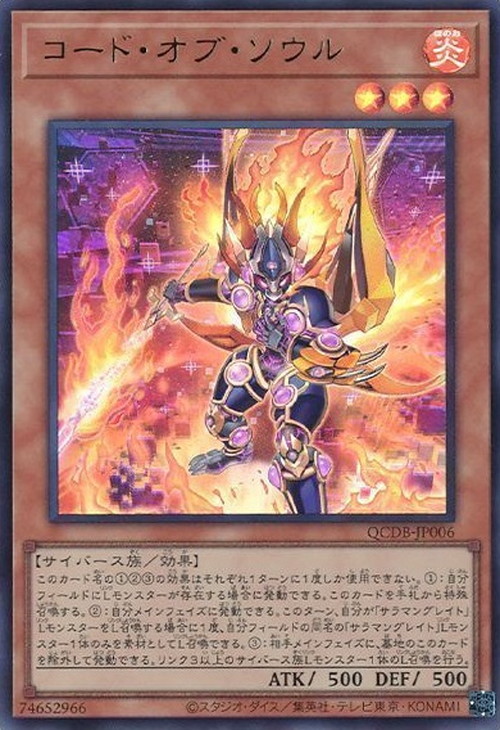 コード・オブ・ソウル
炎
QCDB-JP006
【サイバース族／効果】
このカード名の①②③の効果はそれぞれ１ターンに１度しか使用できない。①：自分
フィールドにＬモンスターが存在する場合に発動できる。このカードを手札から特殊
召喚する。②：自分メインフェイズに発動できる。このターン、自分が「サラマングレイト」
Ｌモンスターを Ｌ召喚する場合に１度、自分フィールドの同名の「サラマングレイト」Ｌモン
スター１体のみを素材としてＬ召喚できる。③：相手メインフェイズに、墓地のこのカード
を除外して発動できる。リンク３以上のサイバース族Ｌモンスター１体のＬ召喚を行う。
ATK/ 500 DEF/ 500
74652966
©スタジオ・ダイス／集英社・テレビ東京・KONAMI